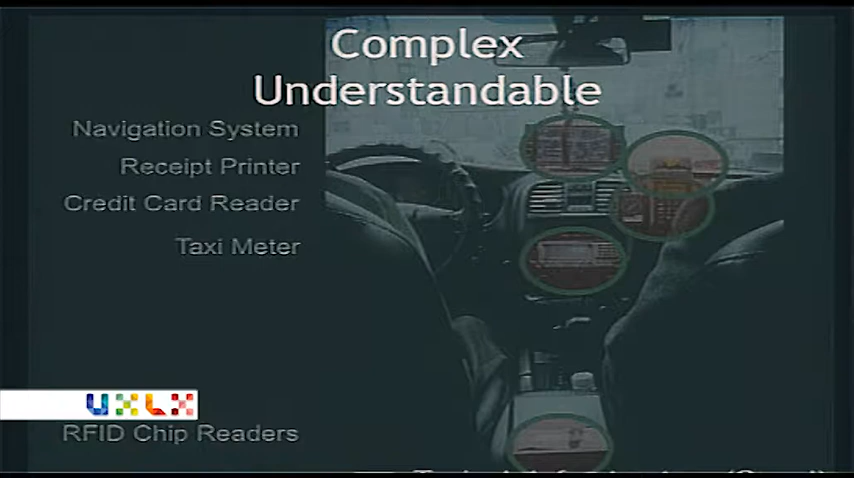 Complex
Understandable
Navigation System
Receipt Printer
Credit Card Reader
Taxi Meter
UXLX
RFID Chip Readers